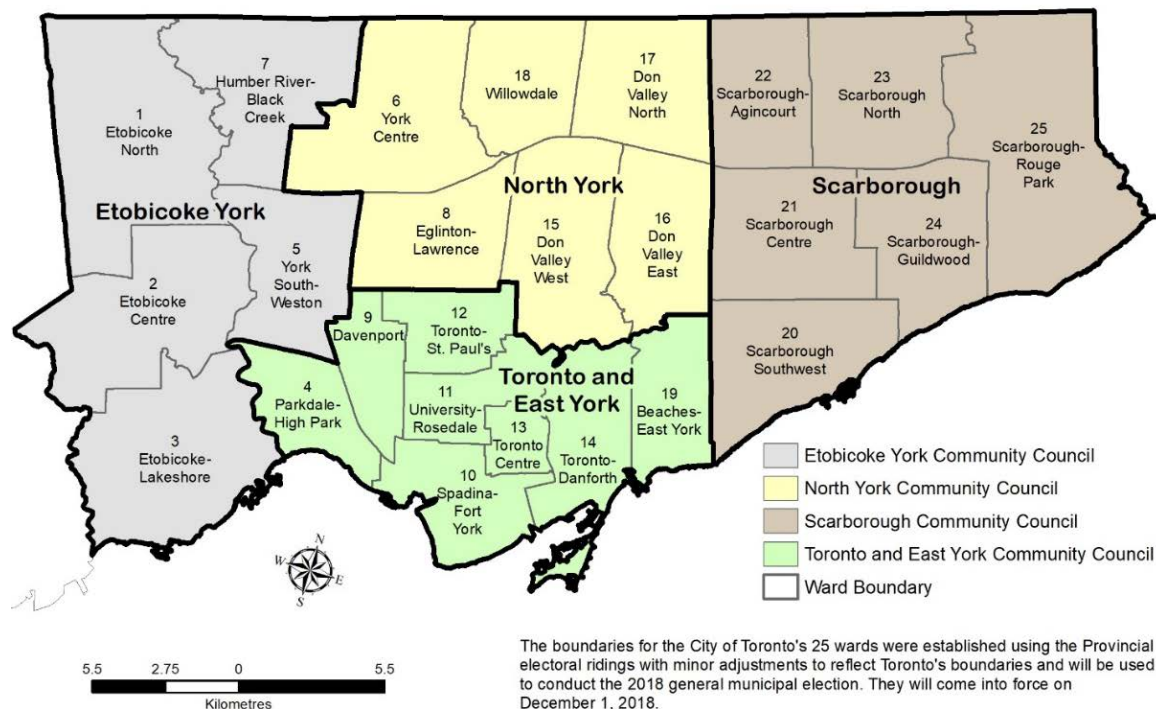 1
Etobicoke
North
7
Humber River-
Black
Creek
6
York
Centre
18
Willowdale
17
Don
Valley
North
22
Scarborough-
Agincourt
23
Scarborough
North
25
Scarborough-
Rouge
Park
Etobicoke York
North York
Scarborough
2
Etobicoke
Centre
5
York
South-
Weston
8
Eglinton-
Lawrence
15
Don
Valley
West
16
Don
Valley
East
21
Scarborough
Centre
24
Scarborough-
Guildwood
20
Scarborough
Southwest
3
Etobicoke-
Lakeshore
4
Parkdale-
High Park
9
Davenport
12
Toronto-
St. Paul's
Toronto and
East York
11
University-
Rosedale
13
Toronto
Centre
14
Toronto-
Danforth
19
Beaches-
East York
10
Spadina-
Fort
York
N
W
E
S
Etobicoke York Community Council
North York Community Council
Scarborough Community Council
Toronto and East York Community Council
Ward Boundary
5.5 2.75 0 5.5
Kilometres
The boundaries for the City of Toronto's 25 wards were established using the Provincial
electoral ridings with minor adjustments to reflect Toronto's boundaries and will be used
to conduct the 2018 general municipal election. They will come into force on
December 1, 2018.